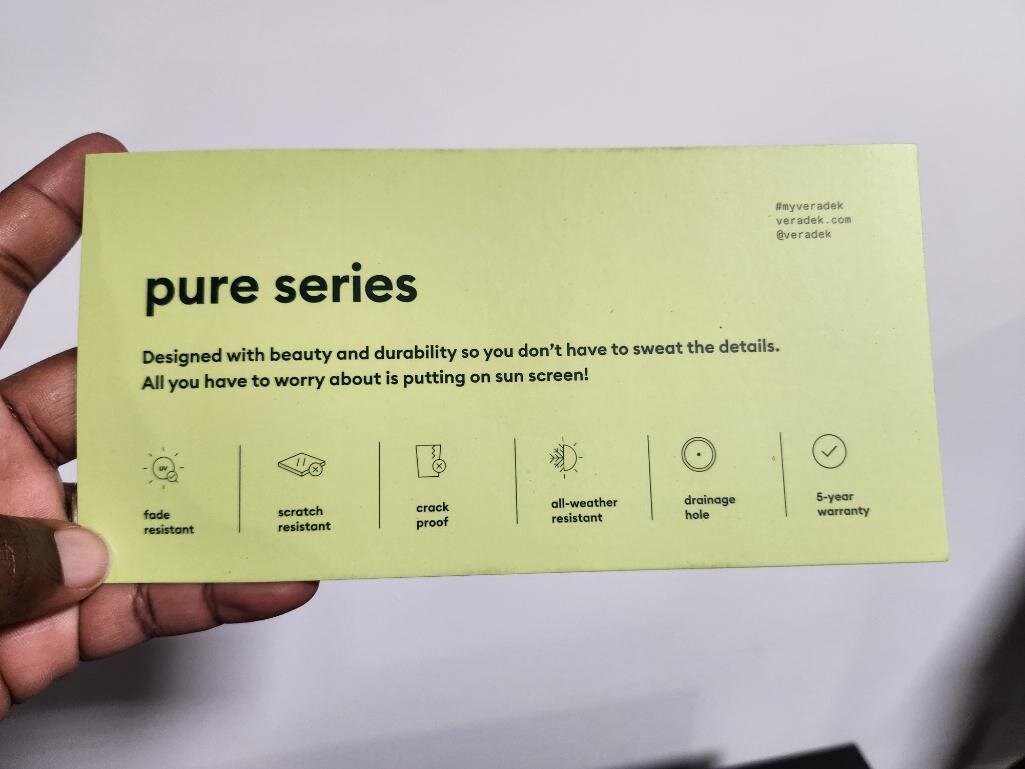 #myveradek
veradek.com
@veradek
pure series
Designed with beauty and durability so you don't have to sweat the details.
All you have to worry about is putting on sun screen!
UV
fade
resistant
scratch
resistant
crack
proof
all-weather
resistant
drainage
hole
5-year
warranty